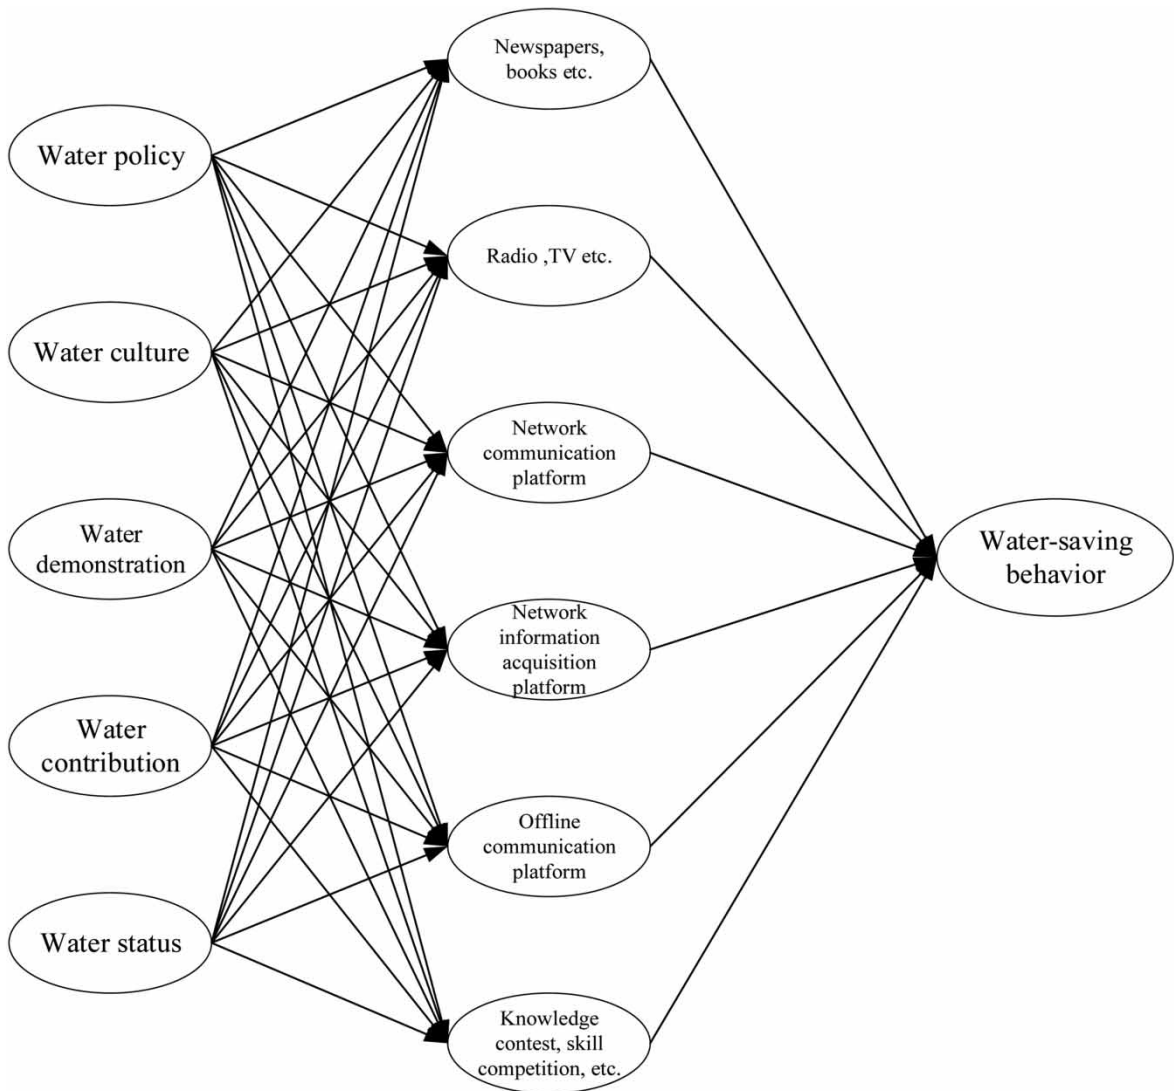 Newspapers,
books etc.
Water policy
Radio ,TV etc.
Water culture
Network
communication
platform
Water
demonstration
Water-saving
behavior
Network
information
acquisition
platform
Water
contribution
Offline
communication
platform
Water status
Knowledge
contest, skill
competition, etc.